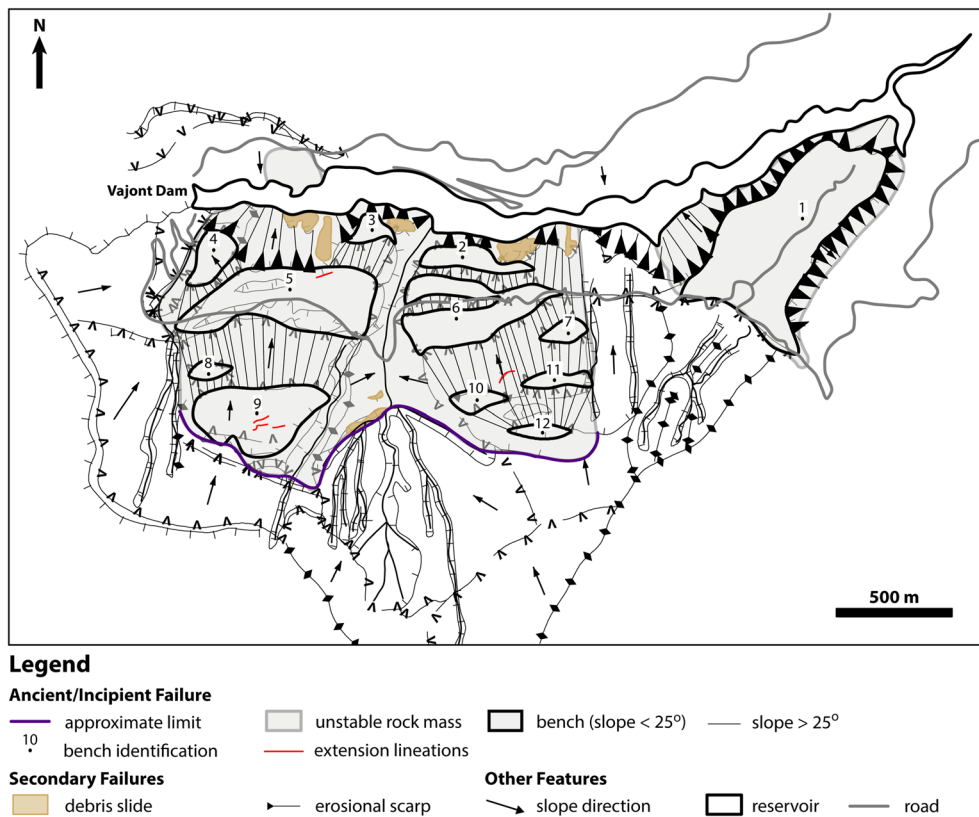 N
Vajont Dam
1
3
4
2
5
6
7
8
11
10
9
12
500 m
Legend
Ancient/Incipient Failure
approximate limit
unstable rock mass
bench (slope < 25°)
slope > 25°
10
bench identification
extension lineations
Secondary Failures
Other Features
debris slide
erosional scarp
slope direction
reservoir
road